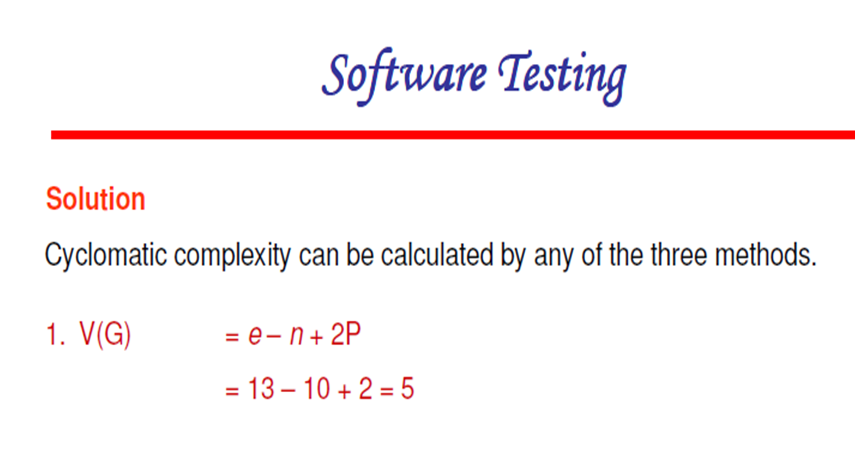 Software Testing
Solution
Cyclomatic complexity can be calculated by any of the three methods.
1. V(G) = e – n + 2P
= 13 – 10 + 2 = 5